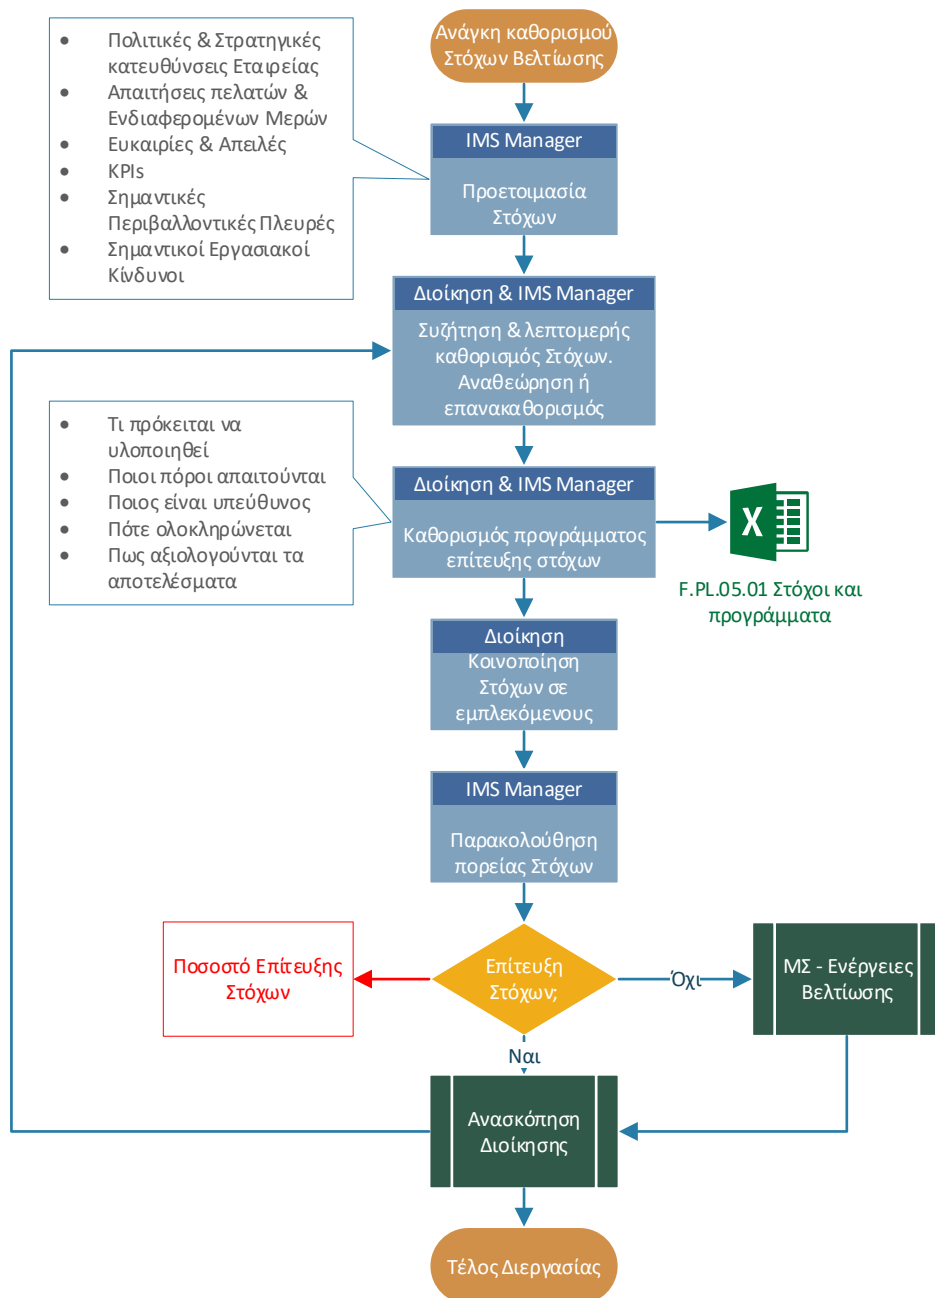 Ανάγκη καθορισμού
Στόχων Βελτίωσης
• Πολιτικές & Στρατηγικές
κατευθύνσεις Εταιρείας
• Απαιτήσεις πελατών &
Ενδιαφερομένων Μερών
• Ευκαιρίες & Απειλές
• KPIs
• Σημαντικές
Περιβαλλοντικές Πλευρές
• Σημαντικοί Εργασιακοί
Κίνδυνοι
IMS Manager
Προετοιμασία
Στόχων
Διοίκηση & IMS Manager
Συζήτηση & λεπτομερής
καθορισμός Στόχων.
Αναθεώρηση ή
επανακαθορισμός
• Τι πρόκειται να
υλοποιηθεί
• Ποιοι πόροι απαιτούνται
• Ποιος είναι υπεύθυνος
• Πότε ολοκληρώνεται
• Πως αξιολογούνται τα
αποτελέσματα
Διοίκηση & IMS Manager
Καθορισμός προγράμματος
επίτευξης στόχων
X
F.PL.05.01 Στόχοι και
προγράμματα
Διοίκηση
Κοινοποίηση
Στόχων σε
εμπλεκόμενους
IMS Manager
Παρακολούθηση
πορείας Στόχων
Ποσοστό Επίτευξης
Στόχων
Επίτευξη
Στόχων;
Όχι
ΜΣ - Ενέργειες
Βελτίωσης
Ναι
Ανασκόπηση
Διοίκησης
Τέλος Διεργασίας